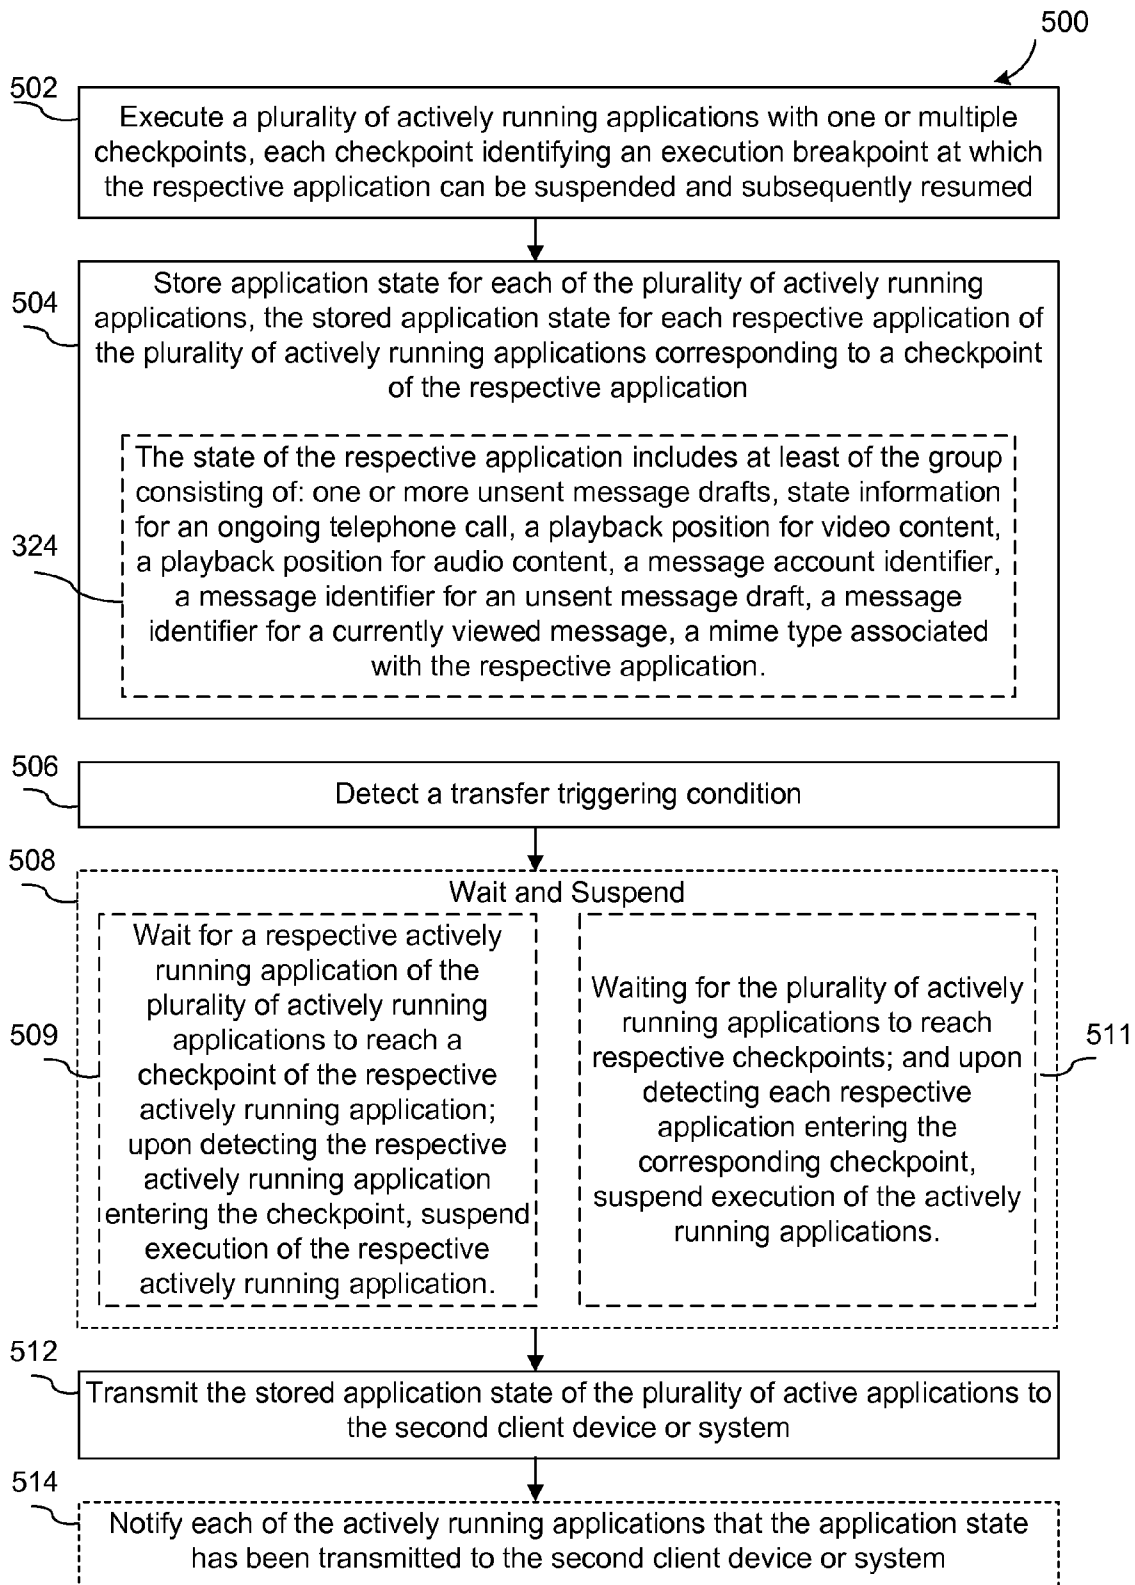 500
502
Execute a plurality of actively running applications with one or multiple
checkpoints, each checkpoint identifying an execution breakpoint at which
the respective application can be suspended and subsequently resumed
504
Store application state for each of the plurality of actively running
applications, the stored application state for each respective application of
the plurality of actively running applications corresponding to a checkpoint
of the respective application
324
The state of the respective application includes at least of the group
consisting of: one or more unsent message drafts, state information
for an ongoing telephone call, a playback position for video content,
a playback position for audio content, a message account identifier,
a message identifier for an unsent message draft, a message
identifier for a currently viewed message, a mime type associated
with the respective application.
506
Detect a transfer triggering condition
508
Wait and Suspend
509
Wait for a respective actively
running application of the
plurality of actively running
applications to reach a
checkpoint of the respective
actively running application;
upon detecting the respective
actively running application
entering the checkpoint, suspend
execution of the respective
actively running application.
511
Waiting for the plurality of actively
running applications to reach
respective checkpoints; and upon
detecting each respective
application entering the
corresponding checkpoint,
suspend execution of the actively
running applications.
512
Transmit the stored application state of the plurality of active applications to
the second client device or system
514
Notify each of the actively running applications that the application state
has been transmitted to the second client device or system